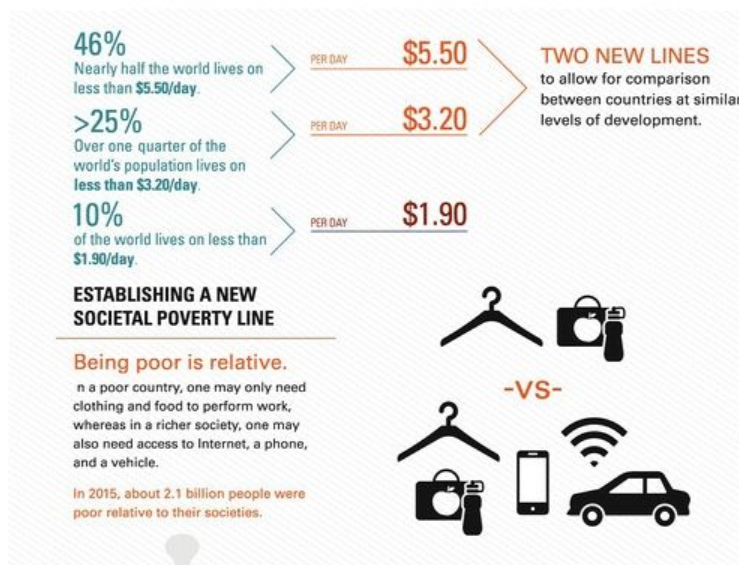 46%
Nearly half the world lives on
less than $5.50/day.
PER DAY
$5.50
>25%
Over one quarter of the
world's population lives on
less than $3.20/day.
PER DAY
$3.20
10%
of the world lives on less than
$1.90/day.
PER DAY
$1.90
TWO NEW LINES
to allow for comparison
between countries at similar
levels of development.
ESTABLISHING A NEW
SOCIETAL POVERTY LINE
Being poor is relative.
n a poor country, one may only need
clothing and food to perform work,
whereas in a richer society, one may
also need access to Internet, a phone,
and a vehicle.
In 2015, about 2.1 billion people were
poor relative to their societies.
-VS-